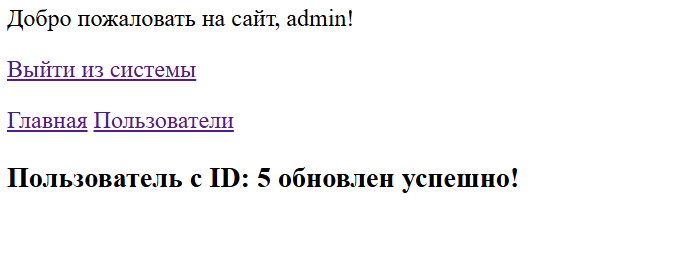 Добро пожаловать на сайт, admin!
Выйти из системы
Главная Пользователи
Пользователь с ID: 5 обновлен успешно!